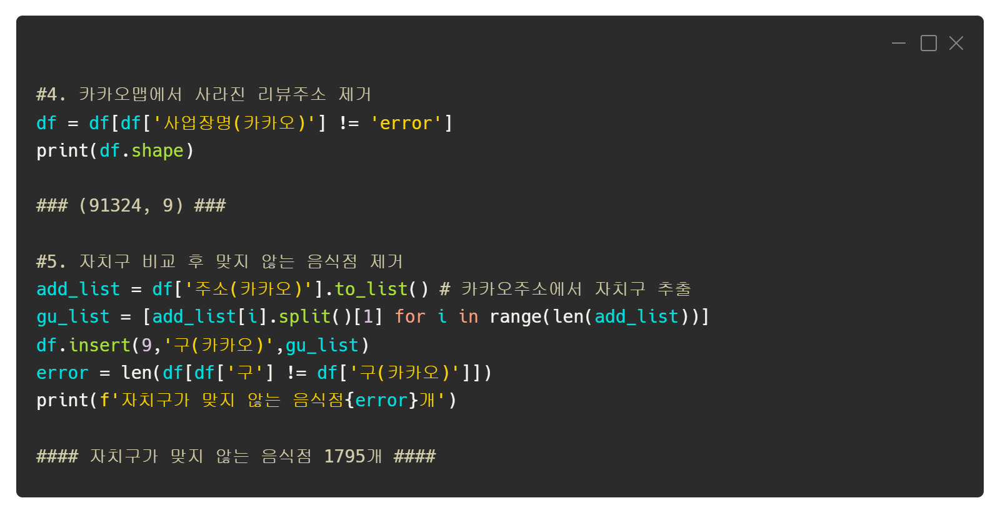 #4. 카카오맵에서 사라진 리뷰주소 제거
df = df[df['사업장명(카카오)'] != 'error']
print(df.shape)
### (91324, 9) ###
#5. 자치구 비교 후 맞지 않는 음식점 제거
add_list = df['주소(카카오)'].to_list() # 카카오주소에서 자치구 추출
gu_list = [add_list[i].split()[1] for i in range(len(add_list))]
df.insert(9,'구(카카오)',gu_list)
error = len(df[df['구'] != df['구(카카오)']])
print(f'자치구가 맞지 않는 음식점{error}개')
#### 자치구가 맞지 않는 음식점 1795개 ####